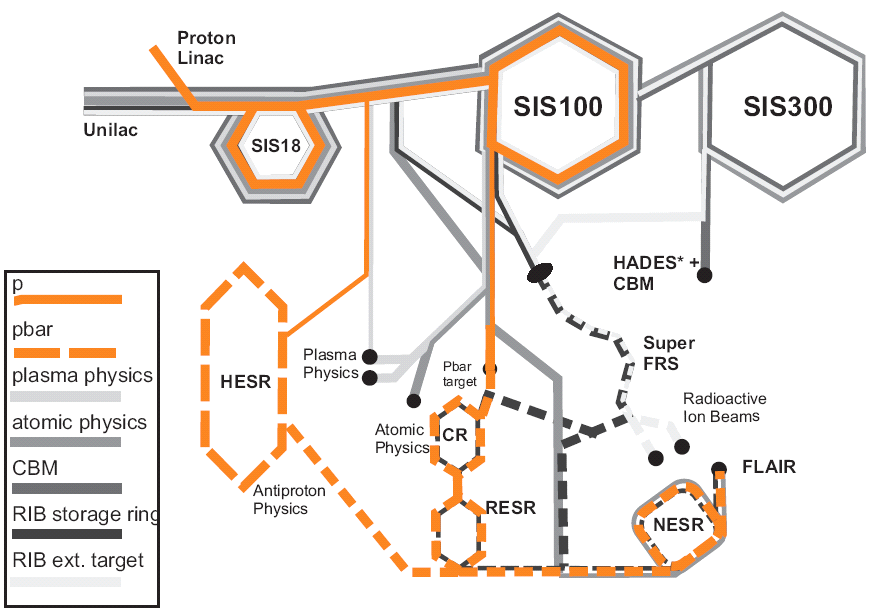 Proton
Linac
Unilac
SIS18
SIS100
SIS300
HADES* +
CBM
p
pbar
plasma physics
atomic physics
CBM
RIB storage ring
RIB ext. target
HESR
Plasma
Physics
Pbar
target
Super
FRS
Atomic
Physics
CR
Radioactive
Ion Beams
FLAIR
Antiproton
Physics
RESR
NESR